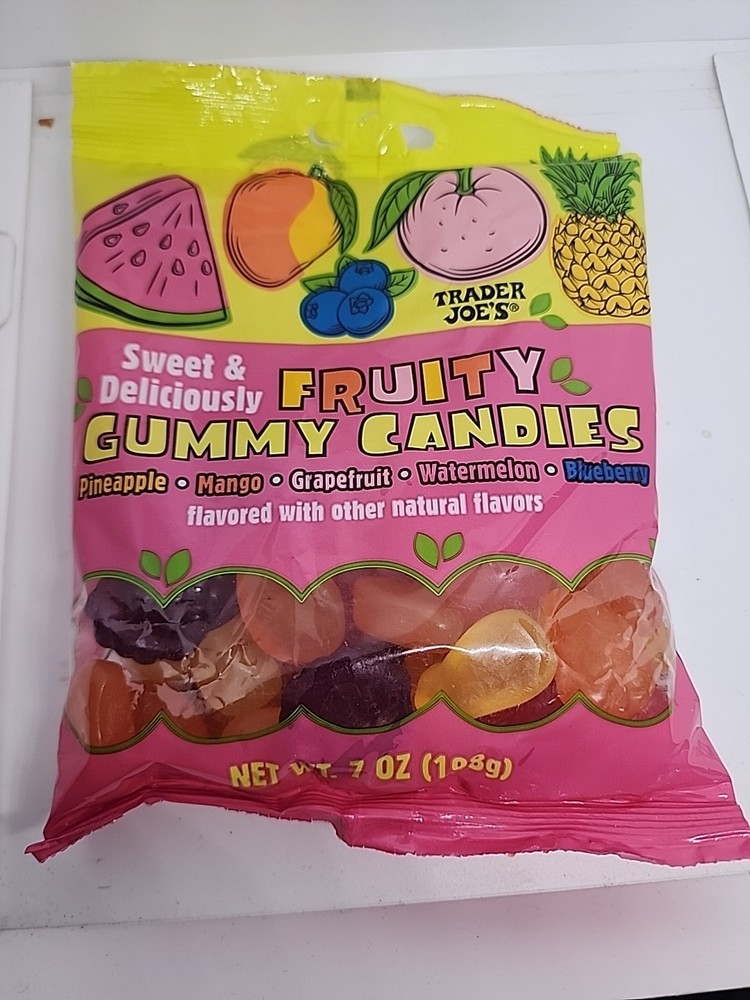 TRADER
JOE'S®
Sweet &
Deliciously
FRUITY
GUMMY CANDIES
Pineapple • Mango • Grapefruit • Watermelon • Blueberry
flavored with other natural flavors
NET WT. 7 OZ (198g)